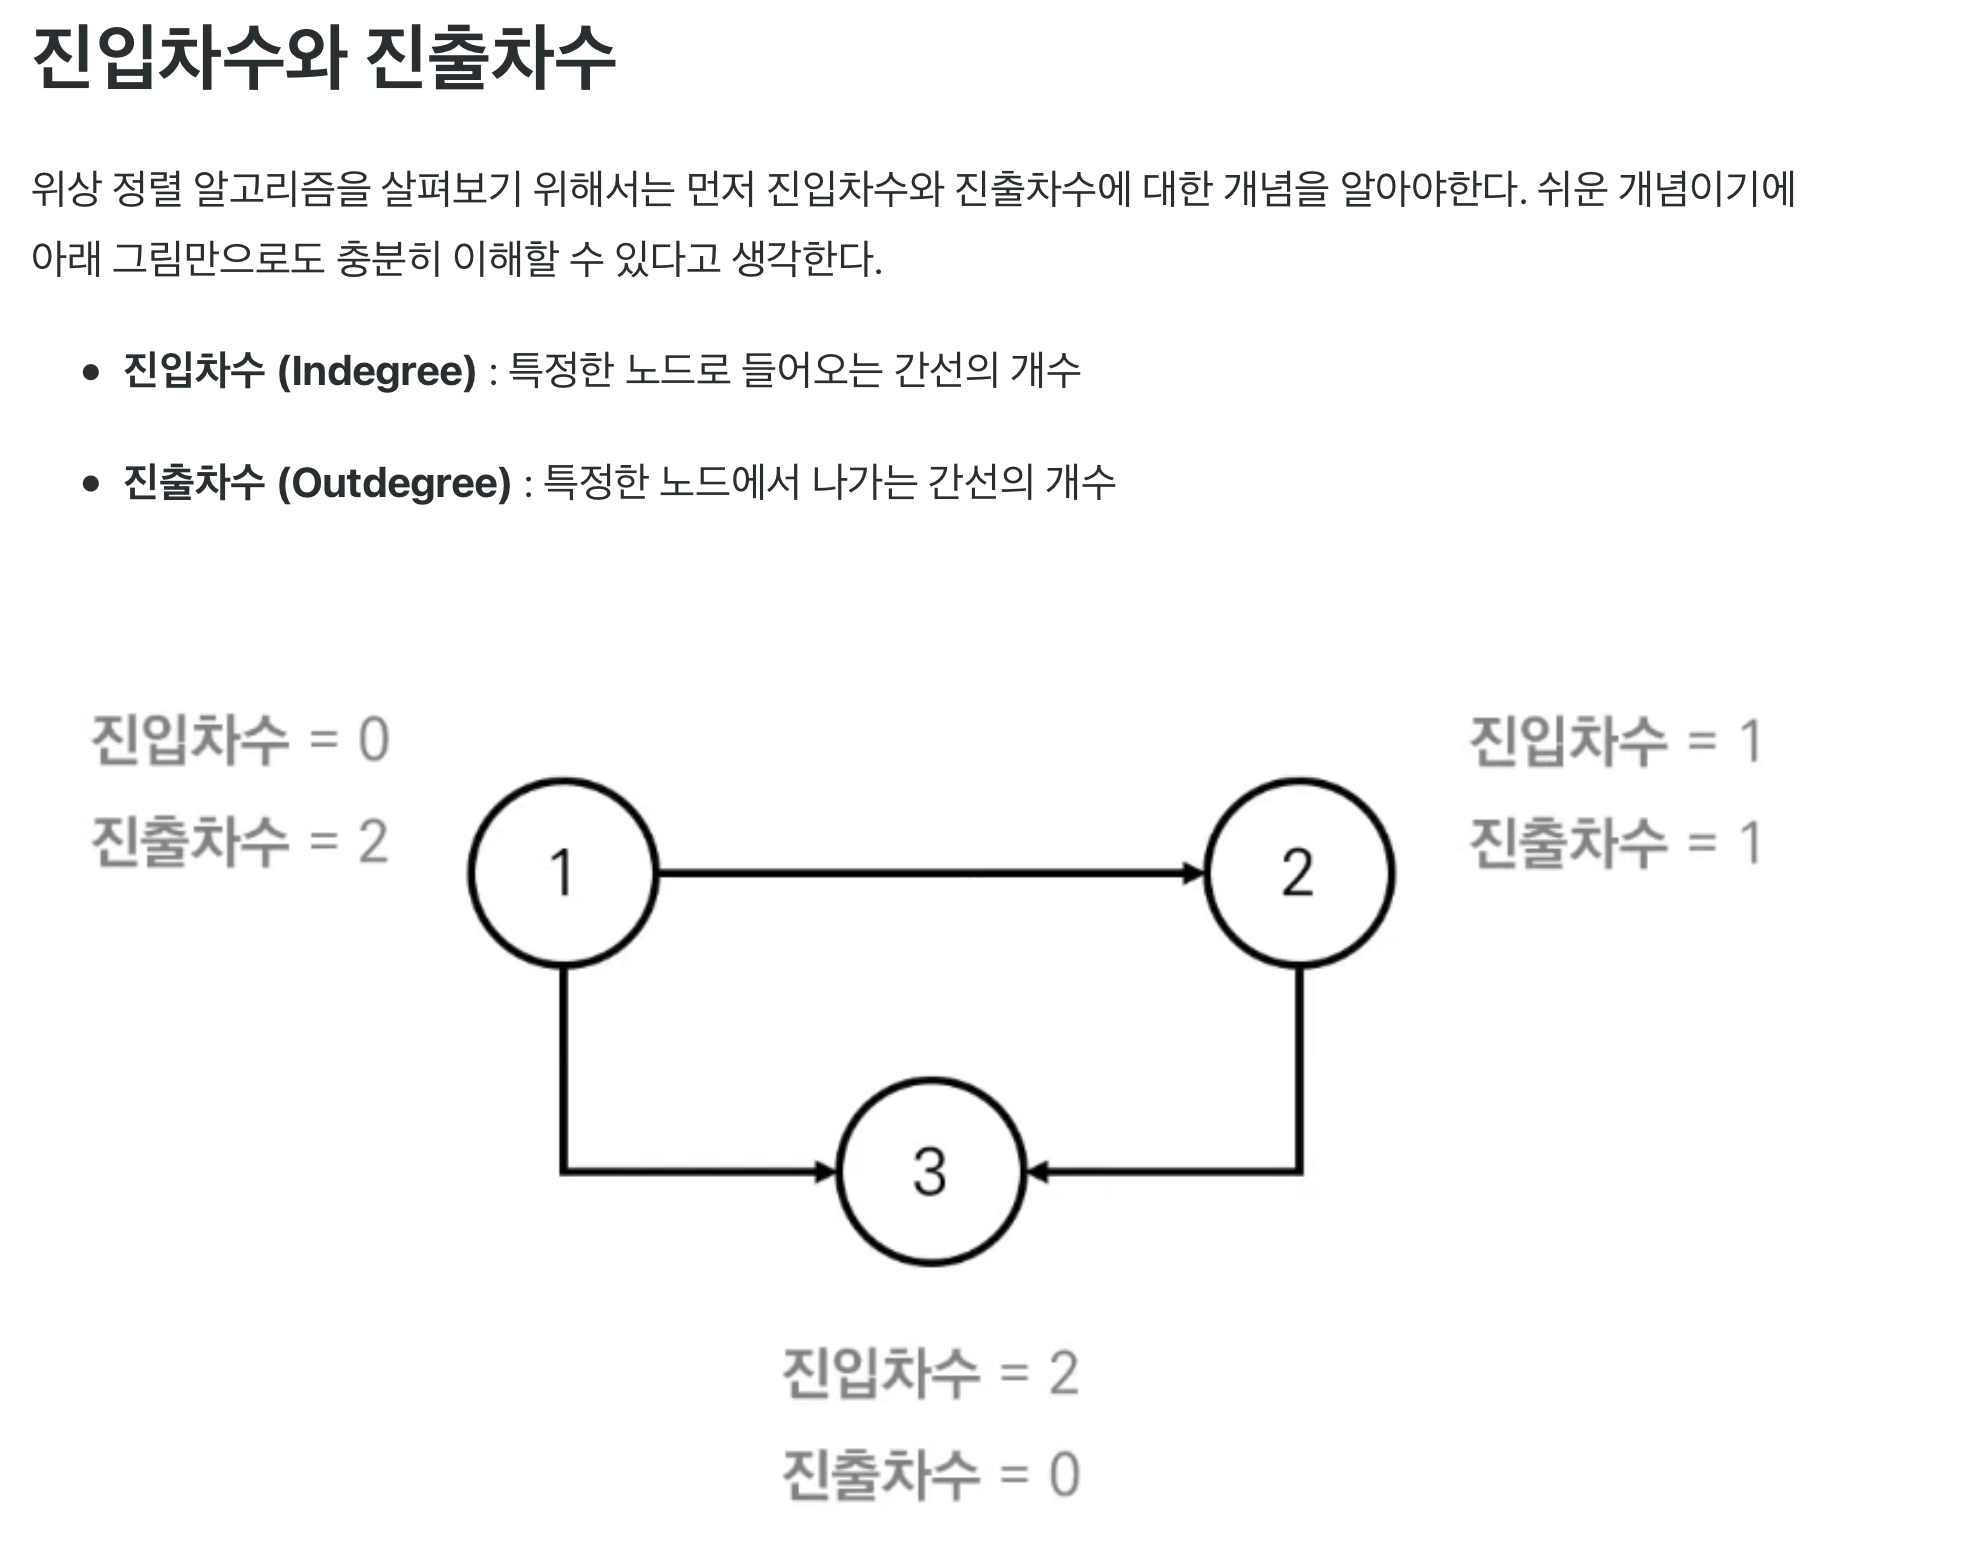 진입차수와 진출차수
위상 정렬 알고리즘을 살펴보기 위해서는 먼저 진입차수와 진출차수에 대한 개념을 알아야한다. 쉬운 개념이기에
아래 그림만으로도 충분히 이해할 수 있다고 생각한다.
• 진입차수 (Indegree) : 특정한 노드로 들어오는 간선의 개수
• 진출차수 (Outdegree) : 특정한 노드에서 나가는 간선의 개수
진입차수 = 0
진출차수 = 2
1
2
진입차수 = 1
진출차수 = 1
3
진입차수 = 2
진출차수 = 0